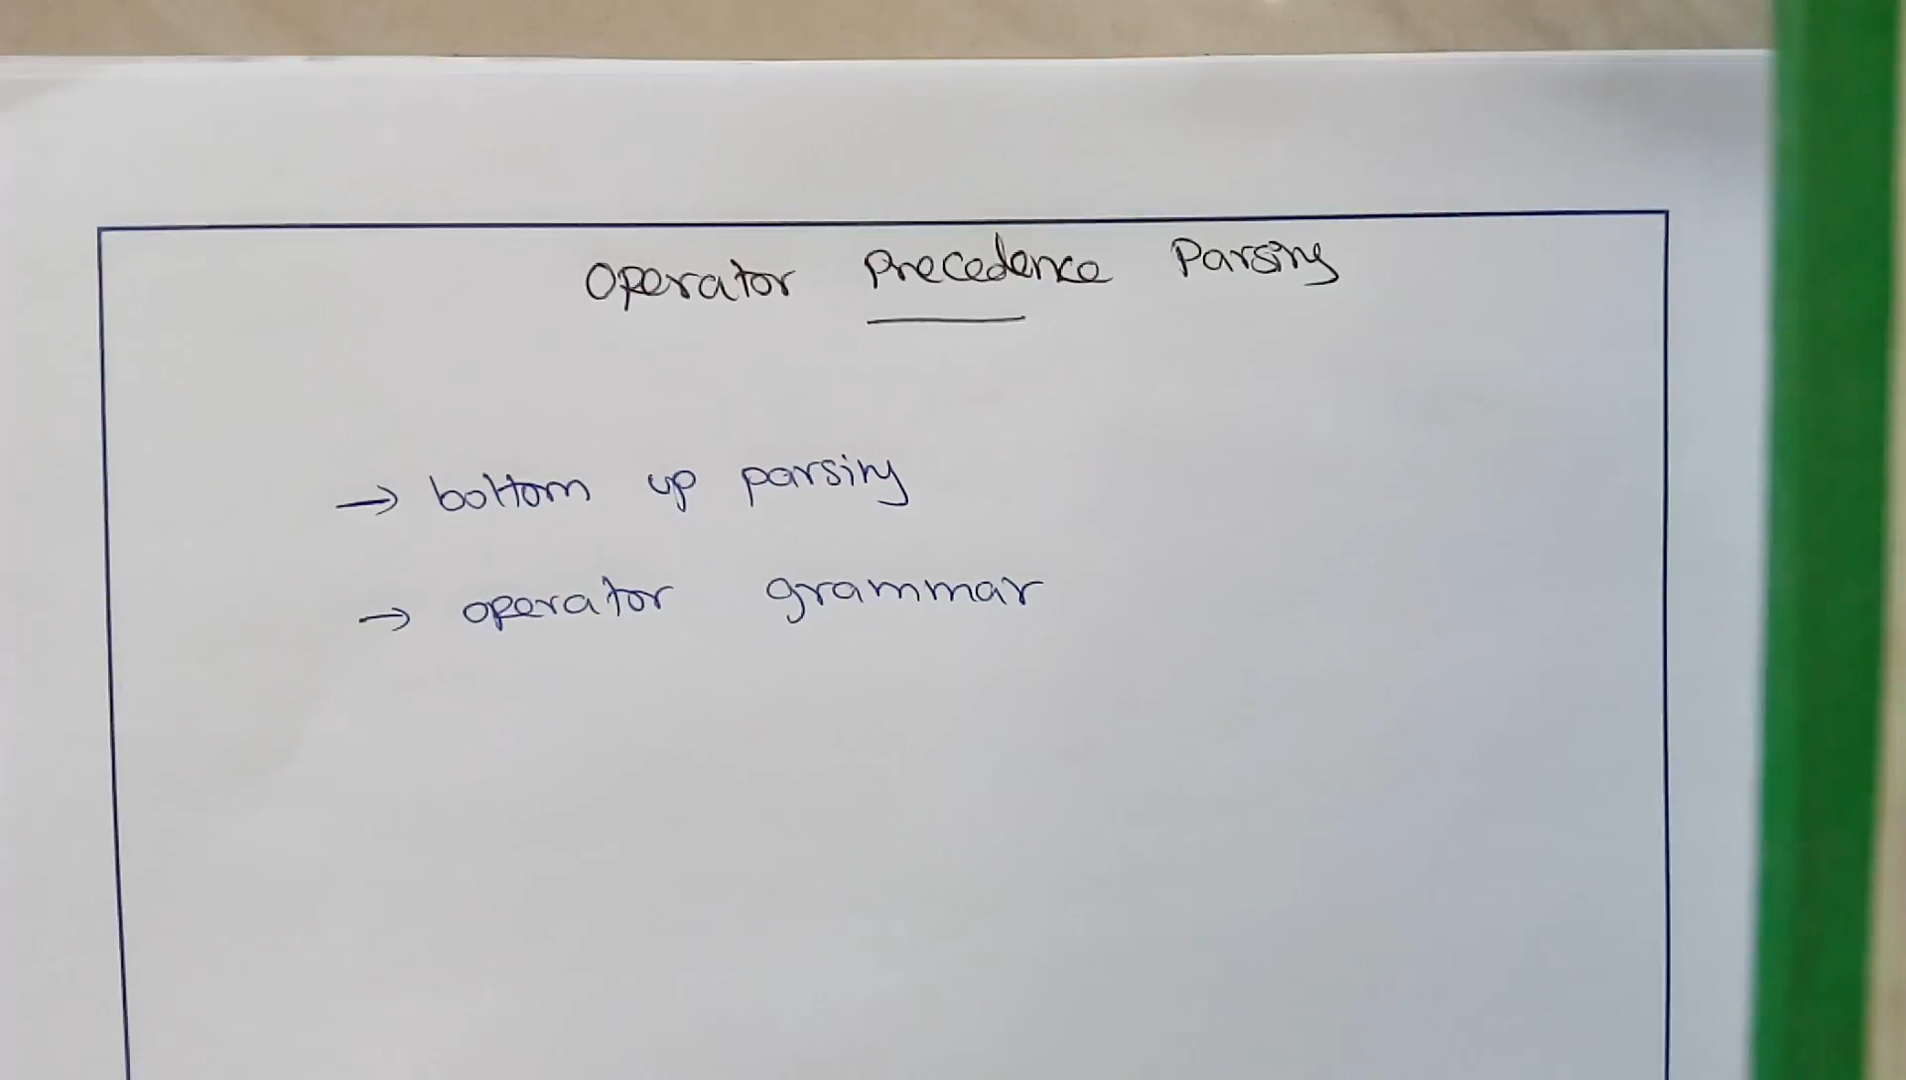 Operator Precedence Parsing
→ bottom up parsing
→ operator grammar